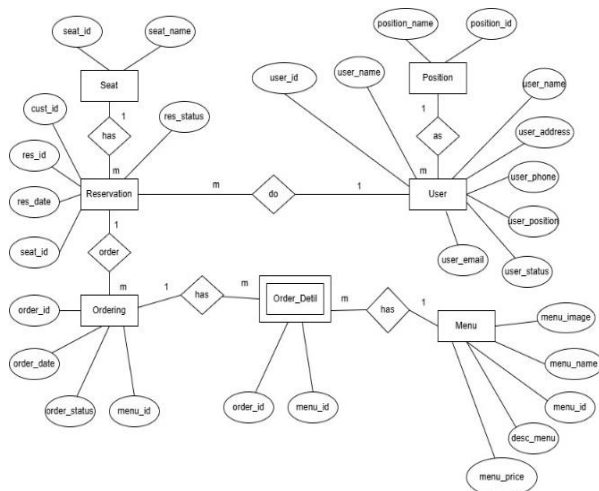 seat_id
seat_name
position_name
position_id
Seat
Position
user_id
user_name
user_name
cust_id
1
has
res_status
1
as
user_address
res_id
m
m
user_phone
Reservation
m
do
1
User
res_date
user_position
1
seat_id
order
user_email
user_status
m
1
has
m
Order_Detil
m
has
1
order_id
Ordering
Menu
menu_image
order_date
menu_name
order_status
menu_id
order_id
menu_id
menu_id
desc_menu
menu_price